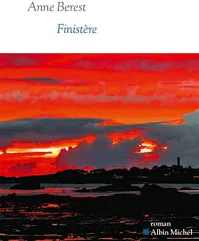 Anne Berest
Finistère
roman
Albin Michel